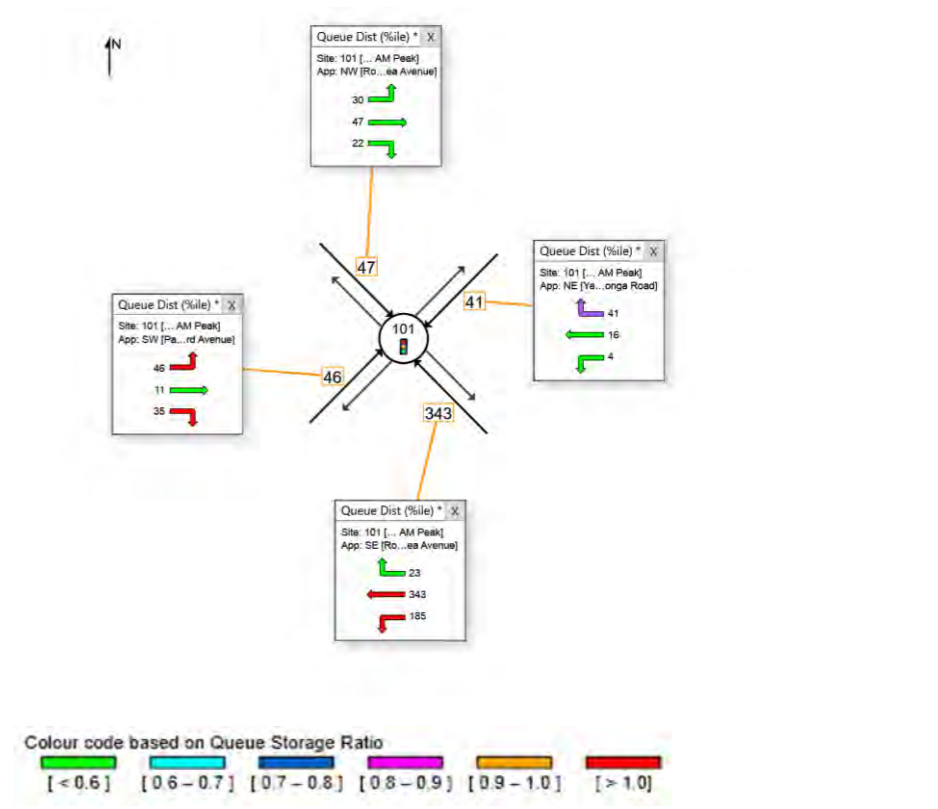 N
Queue Dist (%ile) * X
Site: 101 [... AM Peak]
App: NW [Ro...ea Avenue]
30
47
22
47
Queue Dist (%ile) * X
Site: 101 [... AM Peak]
App: NE [Ya...onga Road]
41
16
4
41
101
Queue Dist (%ile) * X
Site: 101 [... AM Peak]
App: SW [Pa...rd Avenue]
46
11
35
46
343
Queue Dist (%ile) * X
Site: 101 [... AM Peak]
App: SE [Ro...ea Avenue]
23
343
185
Colour code based on Queue Storage Ratio
[ < 0.6 ] [ 0.6 – 0.7 ] [ 0.7 – 0.8 ] [ 0.8 – 0.9 ] [ 0.9 – 1.0 ] [ > 1.0 ]